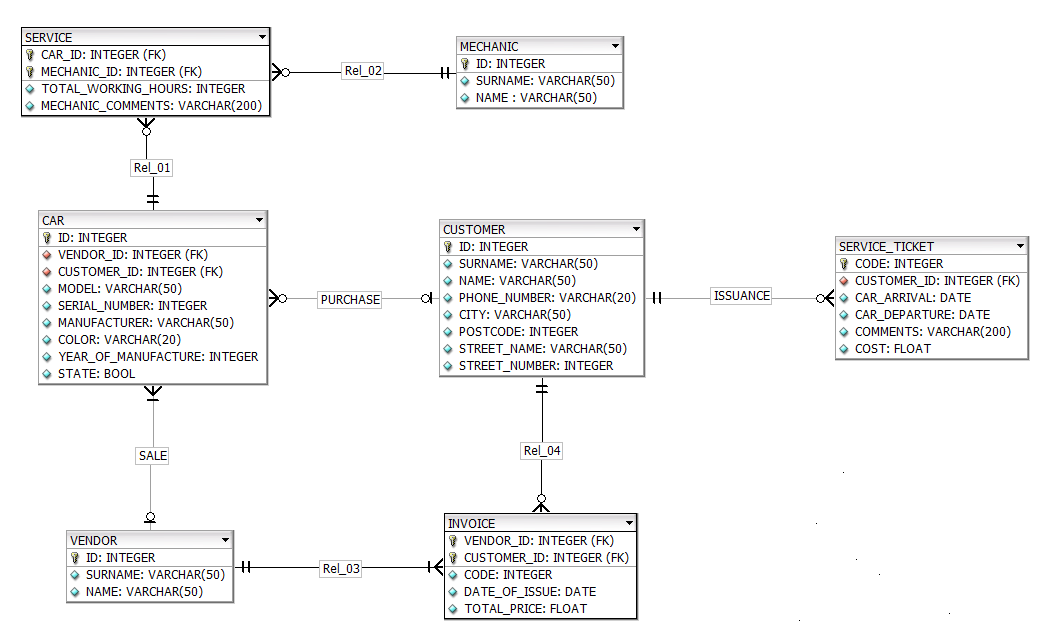 SERVICE
CAR_ID: INTEGER (FK)
MECHANIC_ID: INTEGER (FK)
TOTAL_WORKING_HOURS: INTEGER
MECHANIC_COMMENTS: VARCHAR(200)
Rel_02
MECHANIC
ID: INTEGER
SURNAME: VARCHAR(50)
NAME : VARCHAR(50)
Rel_01
CAR
ID: INTEGER
VENDOR_ID: INTEGER (FK)
CUSTOMER_ID: INTEGER (FK)
MODEL: VARCHAR(50)
SERIAL_NUMBER: INTEGER
MANUFACTURER: VARCHAR(50)
COLOR: VARCHAR(20)
YEAR_OF_MANUFACTURE: INTEGER
STATE: BOOL
PURCHASE
CUSTOMER
ID: INTEGER
SURNAME: VARCHAR(50)
NAME: VARCHAR(50)
PHONE_NUMBER: VARCHAR(20)
CITY: VARCHAR(50)
POSTCODE: INTEGER
STREET_NAME: VARCHAR(50)
STREET_NUMBER: INTEGER
ISSUANCE
SERVICE_TICKET
CODE: INTEGER
CUSTOMER_ID: INTEGER (FK)
CAR_ARRIVAL: DATE
CAR_DEPARTURE: DATE
COMMENTS: VARCHAR(200)
COST: FLOAT
SALE
Rel_04
VENDOR
ID: INTEGER
SURNAME: VARCHAR(50)
NAME: VARCHAR(50)
Rel_03
INVOICE
VENDOR_ID: INTEGER (FK)
CUSTOMER_ID: INTEGER (FK)
CODE: INTEGER
DATE_OF_ISSUE: DATE
TOTAL_PRICE: FLOAT